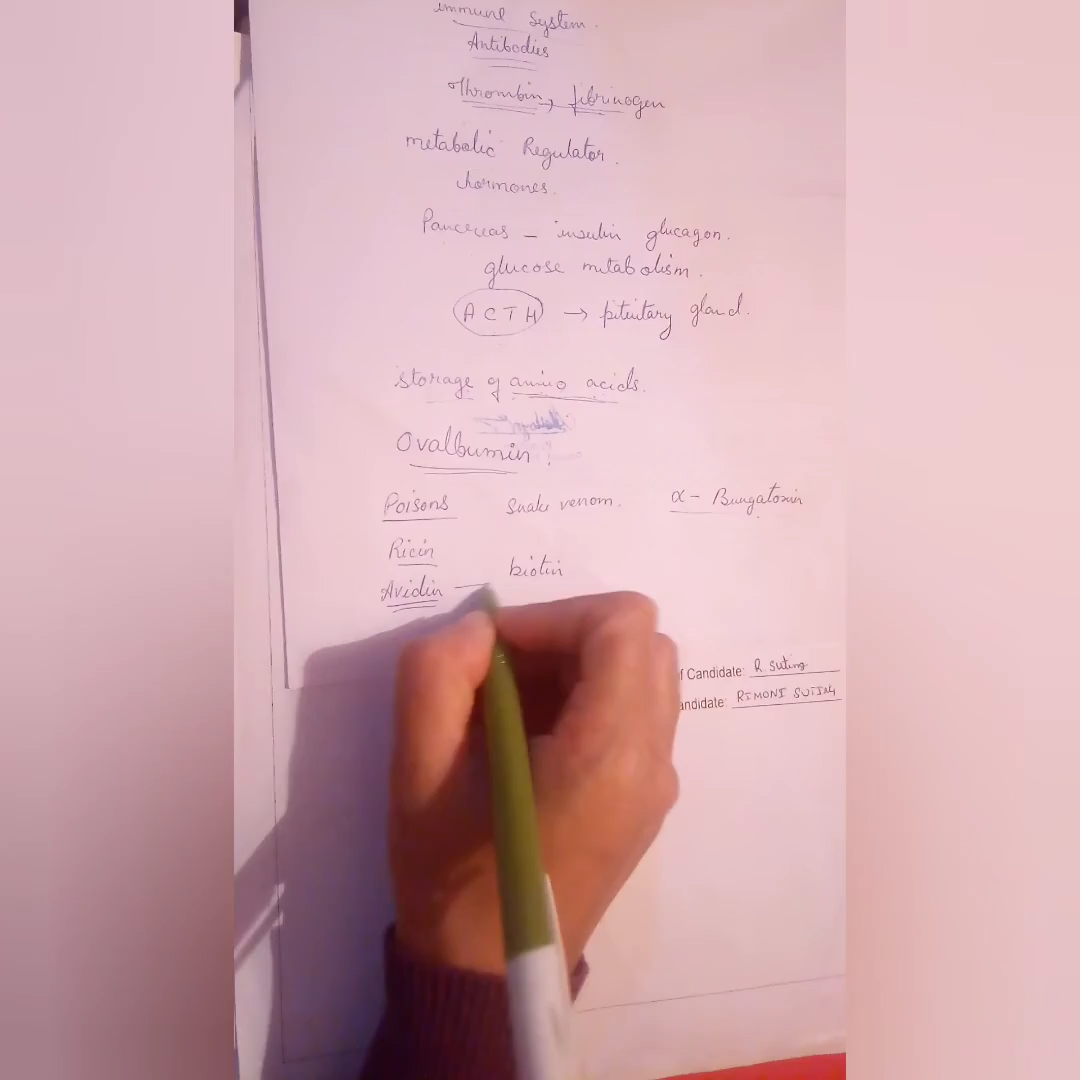 immune System.
Antibodies
Thrombin, fibrinogen
metabolic Regulator.
hormones.
Pancreas - insulin glucagon.
glucose metabolism.
ACTH → pituitary gland.
storage of amino acids.
Ovalbumin.
Poisons Snake venom. α- Bungatoxin
Ricin
biotin
Avidin —
f Candidate: R Suting
andidate: RIMONI SUTING